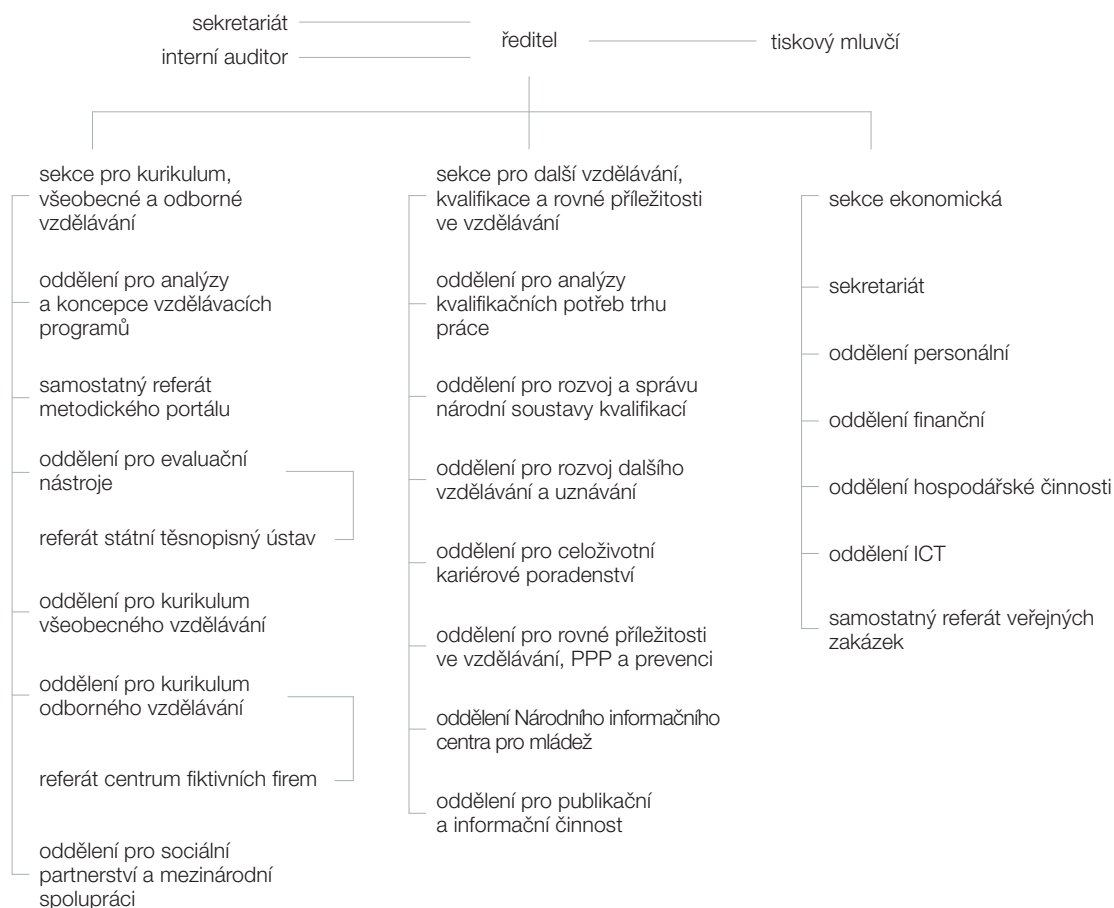 sekretariát
interní auditor
ředitel
tiskový mluvčí
sekce pro kurikulum,
všeobecné a odborné
vzdělávání
oddělení pro analýzy
a koncepce vzdělávacích
programů
samostatný referát
metodického portálu
oddělení pro evaluační
nástroje
referát státní těsnopisný ústav
oddělení pro kurikulum
všeobecného vzdělávání
oddělení pro kurikulum
odborného vzdělávání
referát centrum fiktivních firem
oddělení pro sociální
partnerství a mezinárodní
spolupráci
sekce pro další vzdělávání,
kvalifikace a rovné příležitosti
ve vzdělávání
oddělení pro analýzy
kvalifikačních potřeb trhu
práce
oddělení pro rozvoj a správu
národní soustavy kvalifikací
oddělení pro rozvoj dalšího
vzdělávání a uznávání
oddělení pro celoživotní
kariérové poradenství
oddělení pro rovné příležitosti
ve vzdělávání, PPP a prevenci
oddělení Národního informačního
centra pro mládež
oddělení pro publikační
a informační činnost
sekce ekonomická
sekretariát
oddělení personální
oddělení finanční
oddělení hospodářské činnosti
oddělení ICT
samostatný referát veřejných
zakázek